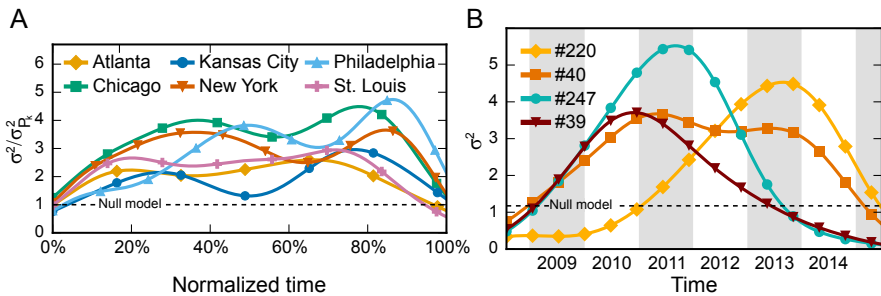 A
B
Atlanta
Kansas City
Philadelphia
Chicago
New York
St. Louis
σ²/σ²_R
6
5
4
3
2
1
0
Null model
0%
20%
40%
60%
80%
100%
Normalized time
#220
#40
#247
#39
σ²
5
4
3
2
1
0
Null model
2009
2010
2011
2012
2013
2014
Time